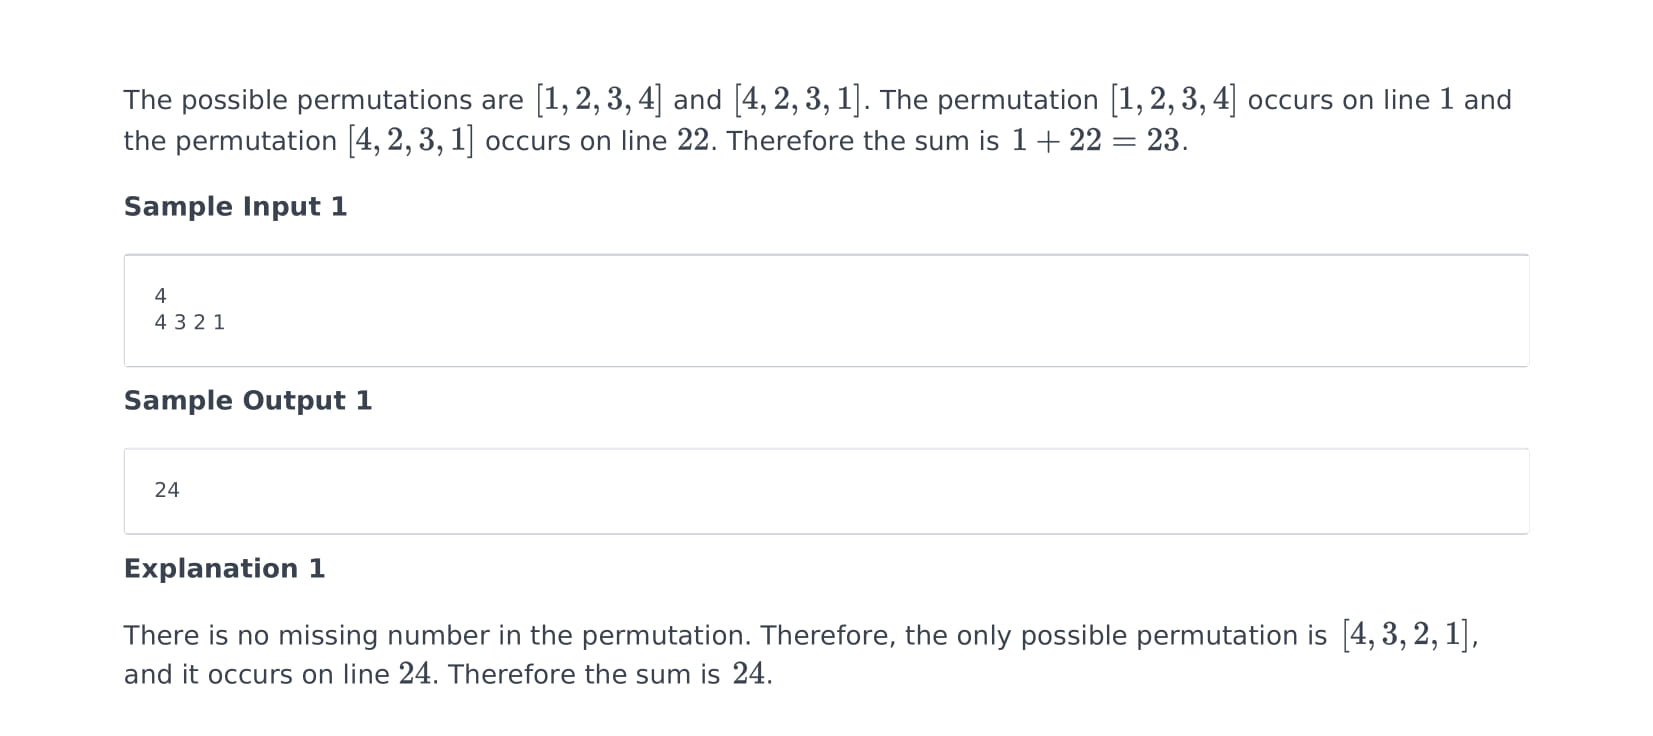 The possible permutations are [1, 2, 3, 4] and [4, 2, 3, 1]. The permutation [1, 2, 3, 4] occurs on line 1 and
the permutation [4, 2, 3, 1] occurs on line 22. Therefore the sum is 1 + 22 = 23.
Sample Input 1
4
4 3 2 1
Sample Output 1
24
Explanation 1
There is no missing number in the permutation. Therefore, the only possible permutation is [4, 3, 2, 1],
and it occurs on line 24. Therefore the sum is 24.